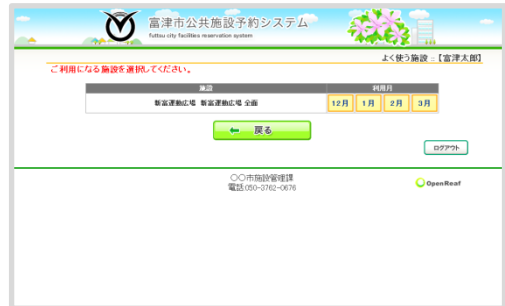 富津市公共施設予約システム
futtsu city facilities reservation system
よく使う施設 :: 【富津太郎】
ご利用になる施設を選択してください。
施設 利用月
新富運動広場 新富運動広場 全面 12月 1月 2月 3月
戻る
ログアウト
〇〇市施設管理課
電話:050-3762-0676
OpenReaf